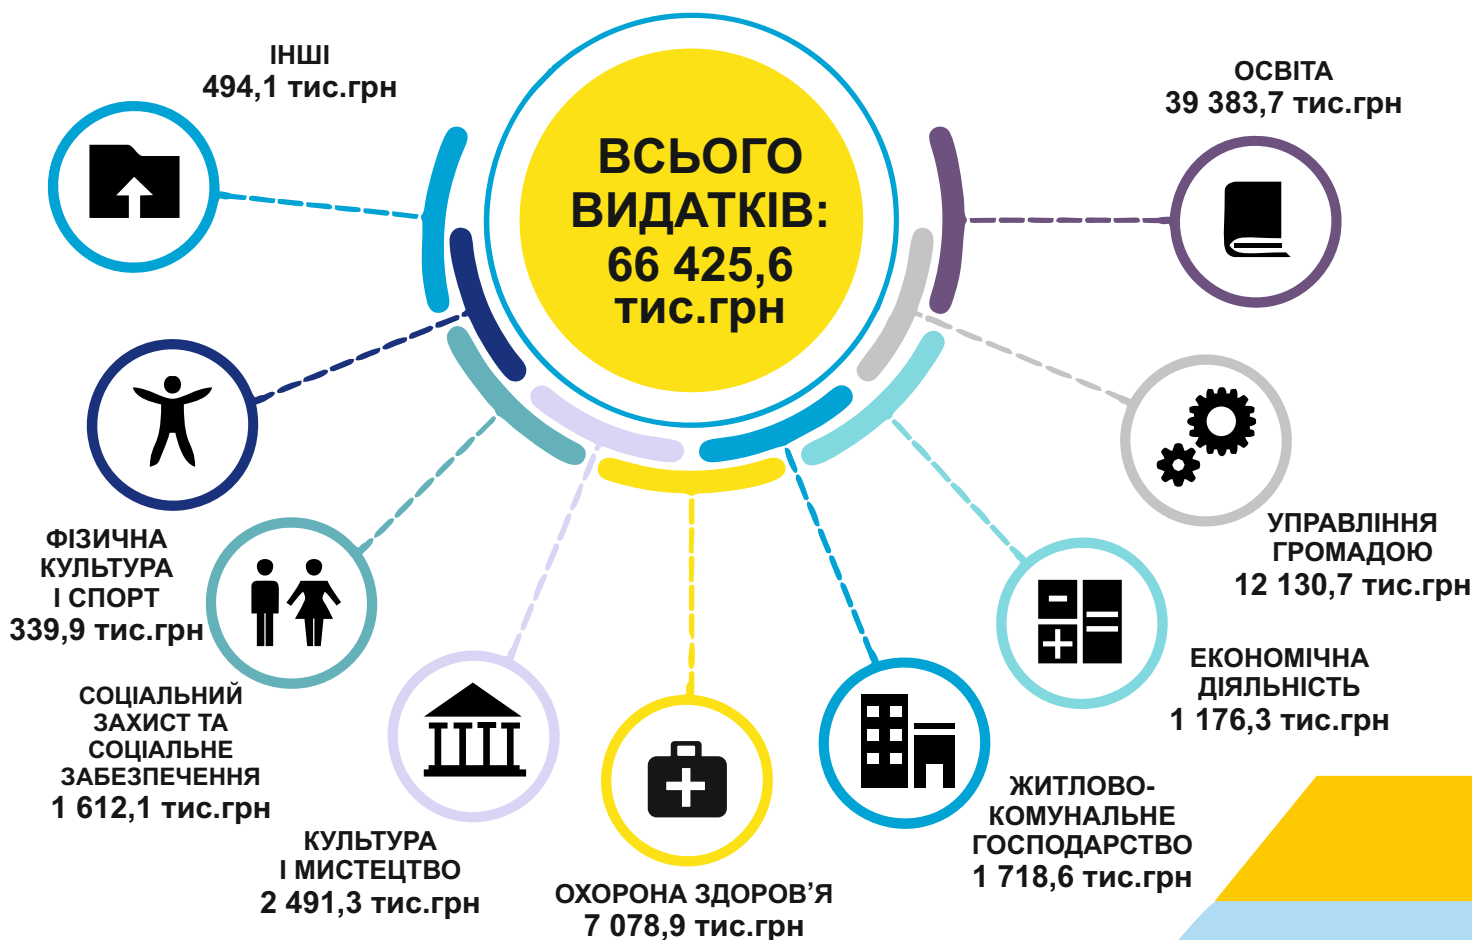 ВСЬОГО
ВИДАТКІВ:
66 425,6
тис.грн
ІНШІ
494,1 тис.грн
ОСВІТА
39 383,7 тис.грн
ФІЗИЧНА
КУЛЬТУРА
І СПОРТ
339,9 тис.грн
УПРАВЛІННЯ
ГРОМАДОЮ
12 130,7 тис.грн
СОЦІАЛЬНИЙ
ЗАХИСТ ТА
СОЦІАЛЬНЕ
ЗАБЕЗПЕЧЕННЯ
1 612,1 тис.грн
ЕКОНОМІЧНА
ДІЯЛЬНІСТЬ
1 176,3 тис.грн
КУЛЬТУРА
І МИСТЕЦТВО
2 491,3 тис.грн
ОХОРОНА ЗДОРОВ’Я
7 078,9 тис.грн
ЖИТЛОВО-
КОМУНАЛЬНЕ
ГОСПОДАРСТВО
1 718,6 тис.грн